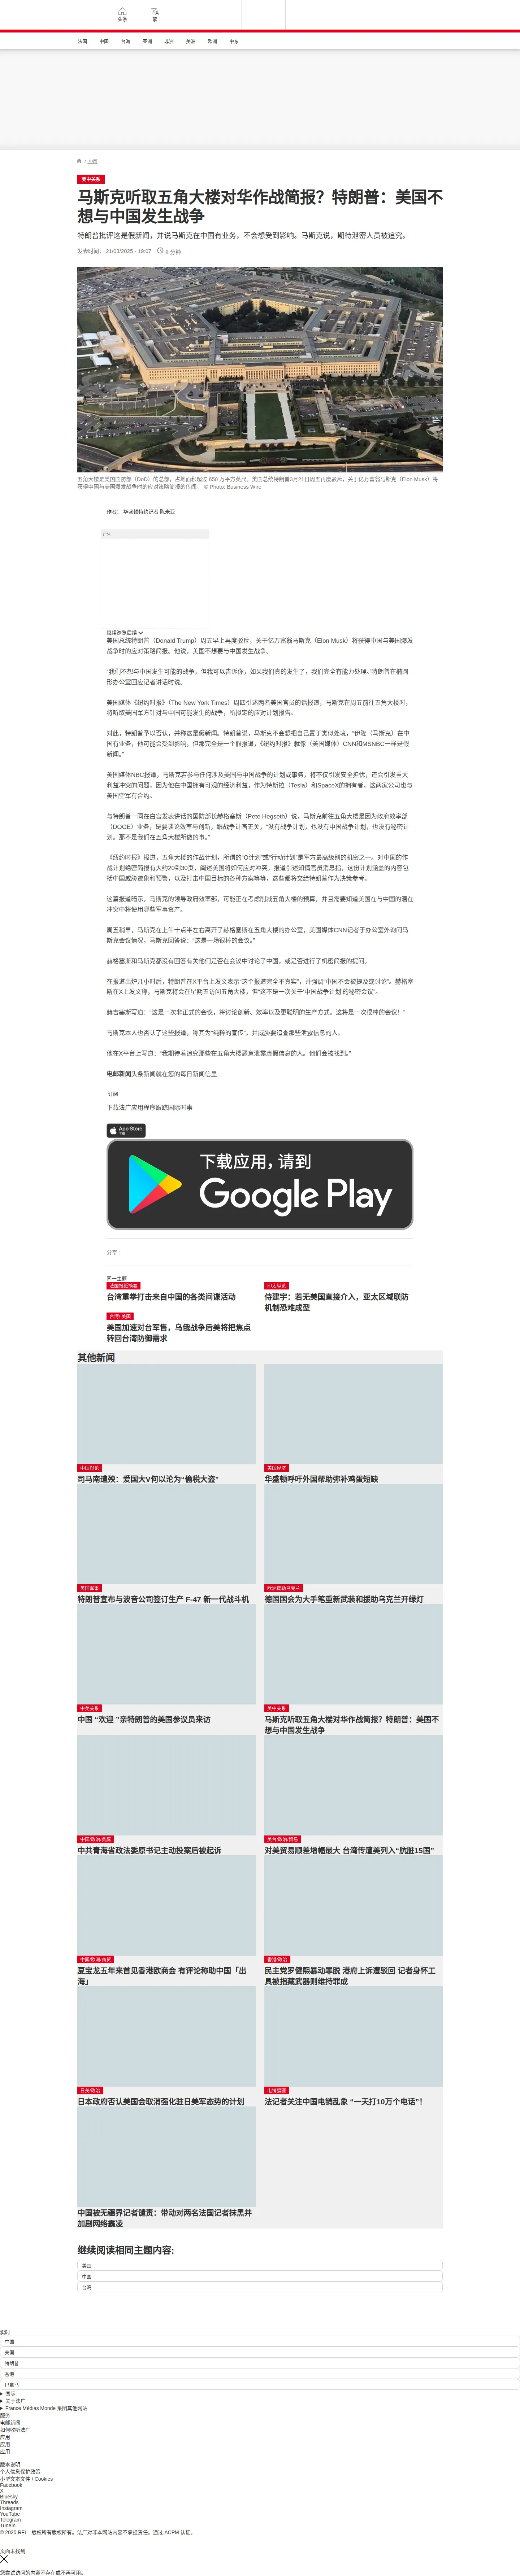 头条
繁
法国
中国
台海
亚洲
非洲
美洲
欧洲
中东
/ 中国
美中关系
马斯克听取五角大楼对华作战简报？特朗普：美国不
想与中国发生战争
特朗普批评这是假新闻，并说马斯克在中国有业务，不会想受到影响。马斯克说，期待泄密人员被追究。
发表时间： 21/03/2025 - 19:07
8 分钟
五角大楼是美国国防部（DoD）的总部，占地面积超过 650 万平方英尺。美国总统特朗普3月21日周五再度驳斥，关于亿万富翁马斯克（Elon Musk）将
获得中国与美国爆发战争时的应对策略简报的传闻。 © Photo: Business Wire
作者： 华盛顿特约记者 陈米亚
广告
继续浏览后续
美国总统特朗普（Donald Trump）周五早上再度驳斥，关于亿万富翁马斯克（Elon Musk）将获得中国与美国爆发
战争时的应对策略简报。他说，美国不想要与中国发生战争。
“我们不想与中国发生可能的战争，但我可以告诉你，如果我们真的发生了，我们完全有能力处理。”特朗普在椭圆
形办公室回应记者讲话时说。
美国媒体《纽约时报》（The New York Times）周四引述两名美国官员的话报道，马斯克在周五前往五角大楼时，
将听取美国军方针对与中国可能发生的战争，所拟定的应对计划报告。
对此，特朗普予以否认，并称这是假新闻。特朗普说，马斯克不会想把自己置于类似处境，“伊隆（马斯克）在中
国有业务，他可能会受到影响，但那完全是一个假报道，《纽约时报》就像（美国媒体）CNN和MSNBC一样是假
新闻。”
美国媒体NBC报道，马斯克若参与任何涉及美国与中国战争的计划或事务，将不仅引发安全担忧，还会引发重大
利益冲突的问题，因为他在中国拥有可观的经济利益，作为特斯拉（Tesla）和SpaceX的拥有者，这两家公司也与
美国空军有合约。
与特朗普一同在白宫发表讲话的国防部长赫格塞斯（Pete Hegseth）说，马斯克前往五角大楼是因为政府效率部
（DOGE）业务，是要谈论效率与创新，跟战争计画无关，“没有战争计划，也没有中国战争计划，也没有秘密计
划。那不是我们在五角大楼所做的事。”
《纽约时报》报道，五角大楼的作战计划，所谓的“O计划”或“行动计划”是军方最高级别的机密之一。对中国的作
战计划绝密简报有大约20到30页，阐述美国将如何应对冲突。报道引述知情官员消息指，这份计划涵盖的内容包
括中国威胁迹象和预警，以及打击中国目标的各种方案等等，这些都将交给特朗普作为决策参考。
这篇报道暗示，马斯克的领导政府效率部，可能正在考虑削减五角大楼的预算，并且需要知道美国在与中国的潜在
冲突中将使用哪些军事资产。
周五稍早，马斯克在上午十点半左右离开了赫格塞斯在五角大楼的办公室，美国媒体CNN记者于办公室外询问马
斯克会议情况，马斯克回答说：“这是一场很棒的会议。”
赫格塞斯和马斯克都没有回答有关他们是否在会议中讨论了中国，或是否进行了机密简报的提问。
在报道出炉几小时后，特朗普在X平台上发文表示“这个报道完全不真实”，并强调“中国不会被提及或讨论”。赫格塞
斯在X上发文称，马斯克将会在星期五访问五角大楼，但“这不是一次关于‘中国战争计划’的秘密会议”。
赫吉塞斯写道：“这是一次非正式的会议，将讨论创新、效率以及更聪明的生产方式。这将是一次很棒的会议！”
马斯克本人也否认了这些报道，称其为“纯粹的宣传”，并威胁要追查那些泄露信息的人。
他在X平台上写道：“我期待着追究那些在五角大楼恶意泄露虚假信息的人。他们会被找到。”
电邮新闻头条新闻就在您的每日新闻信里
订阅
下载法广应用程序跟踪国际时事
App Store
下载应用，请到
Google Play
分享 :
同一主题
法国报纸摘要
台湾重拳打击来自中国的各类间谍活动
印太纵览
侍建宇：若无美国直接介入，亚太区域联防
机制恐难成型
台湾/ 美国
美国加速对台军售，乌俄战争后美将把焦点
转回台湾防御需求
其他新闻
中国舆论
司马南遭殃：爱国大V何以沦为“偷税大盗”
美国经济
华盛顿呼吁外国帮助弥补鸡蛋短缺
美国军事
特朗普宣布与波音公司签订生产 F-47 新一代战斗机
欧洲援助乌克兰
德国国会为大手笔重新武装和援助乌克兰开绿灯
中美关系
中国 “欢迎 ”亲特朗普的美国参议员来访
美中关系
马斯克听取五角大楼对华作战简报？特朗普：美国不
想与中国发生战争
中国/政治/贪腐
中共青海省政法委原书记主动投案后被起诉
美台/政治/贸易
对美贸易顺差增幅最大 台湾传遭美列入“肮脏15国”
中国/欧洲/商贸
夏宝龙五年来首见香港欧商会 有评论称助中国「出
海」
香港/政治
民主党罗健熙暴动罪脱 港府上诉遭驳回 记者身怀工
具被指藏武器则维持罪成
日美/政治
日本政府否认美国会取消强化驻日美军态势的计划
电销猖獗
法记者关注中国电销乱象 “一天打10万个电话”！
中国被无疆界记者谴责：带动对两名法国记者抹黑并
加剧网络霸凌
继续阅读相同主题内容:
美国
中国
台湾
实时
中国
美国
特朗普
香港
巴拿马
国际
关于法广
France Médias Monde 集团其他网站
服务
电邮新闻
如何收听法广
应用
应用
应用
版本说明
个人信息保护政策
小型文本文件 / Cookies
Facebook
X
Bluesky
Threads
Instagram
YouTube
Telegram
TuneIn
© 2025 RFI – 版权所有版权所有。法广对非本网站内容不承担责任。通过 ACPM 认证。
页面未找到
您尝试访问的内容不存在或不再可用。